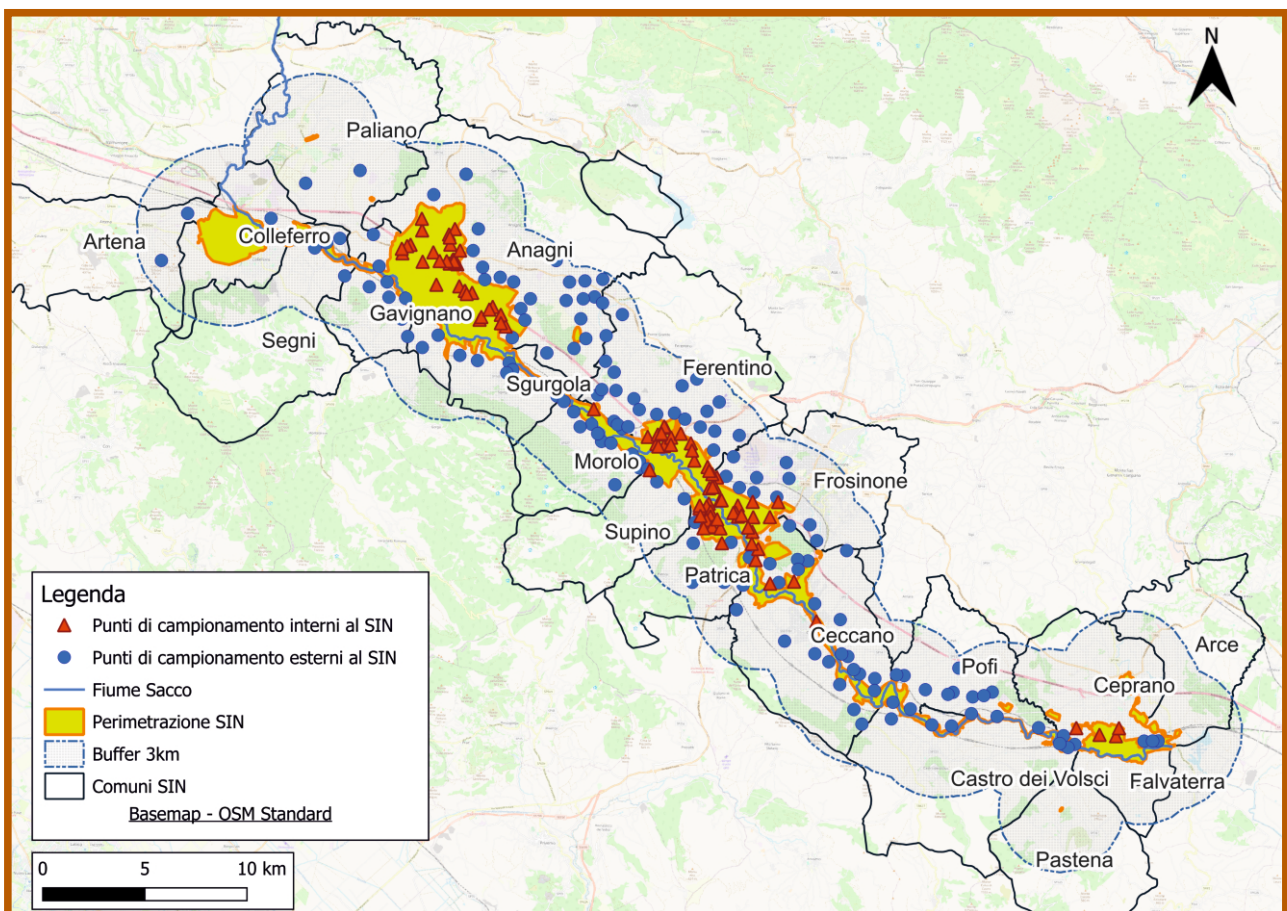 N
Paliano
Artena
Colleferro
Anagni
Gavignano
Segni
Ferentino
Sgurgola
Morolo
Frosinone
Supino
Patrica
Ceccano
Arce
Pofi
Ceprano
Castro dei Volsci
Falvaterra
Pastena
Legenda
Punti di campionamento interni al SIN
Punti di campionamento esterni al SIN
Fiume Sacco
Perimetrazione SIN
Buffer 3km
Comuni SIN
Basemap - OSM Standard
0 5 10 km